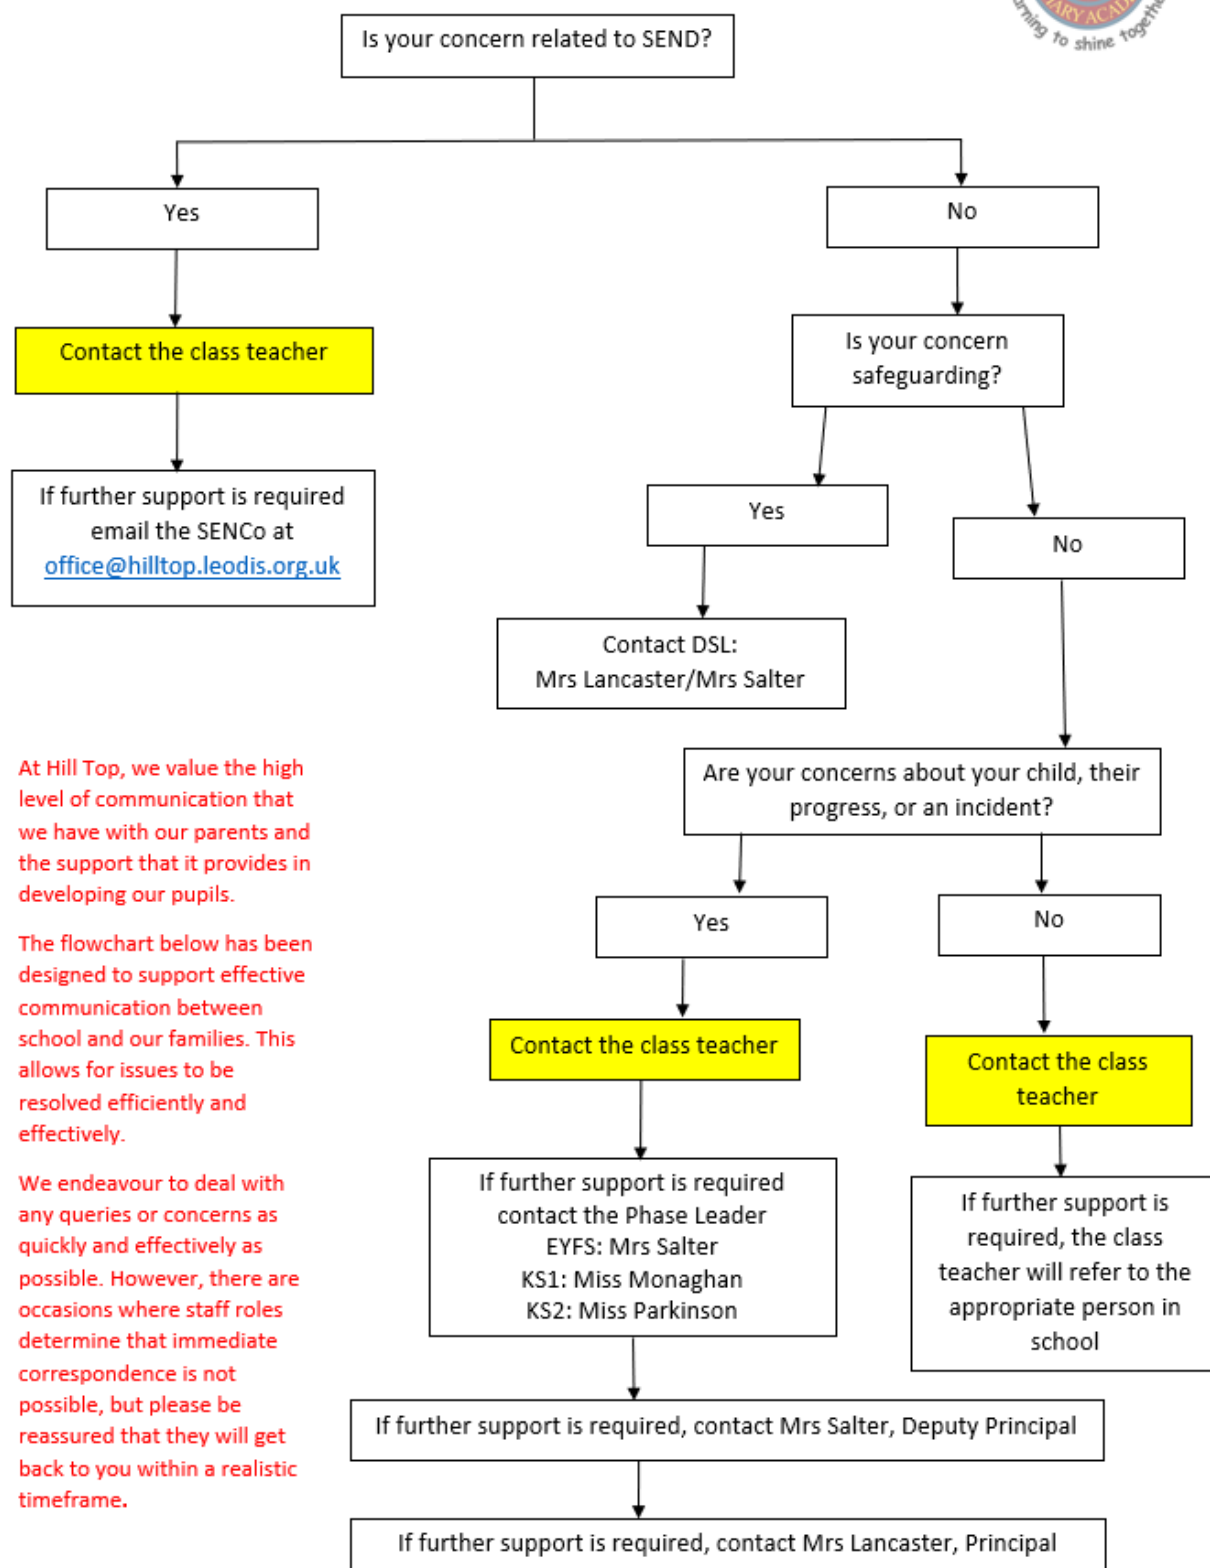 ARY ACAD
rning to shine together
Is your concern related to SEND?
Yes
No
Contact the class teacher
Is your concern
safeguarding?
If further support is required
email the SENCo at
office@hilltop.leodis.org.uk
Yes
No
Contact DSL:
Mrs Lancaster/Mrs Salter
At Hill Top, we value the high
level of communication that
we have with our parents and
the support that it provides in
developing our pupils.
The flowchart below has been
designed to support effective
communication between
school and our families. This
allows for issues to be
resolved efficiently and
effectively.
We endeavour to deal with
any queries or concerns as
quickly and effectively as
possible. However, there are
occasions where staff roles
determine that immediate
correspondence is not
possible, but please be
reassured that they will get
back to you within a realistic
timeframe.
Are your concerns about your child, their
progress, or an incident?
Yes
No
Contact the class teacher
Contact the class
teacher
If further support is required
contact the Phase Leader
EYFS: Mrs Salter
KS1: Miss Monaghan
KS2: Miss Parkinson
If further support is
required, the class
teacher will refer to the
appropriate person in
school
If further support is required, contact Mrs Salter, Deputy Principal
If further support is required, contact Mrs Lancaster, Principal